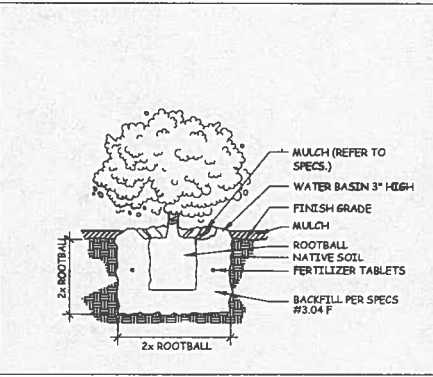 MULCH (REFER TO
SPECS.)
WATER BASIN 3" HIGH
FINISH GRADE
MULCH
ROOTBALL
NATIVE SOIL
FERTILIZER TABLETS
BACKFILL PER SPECS
#3.04 F
2x ROOTBALL
2x ROOTBALL